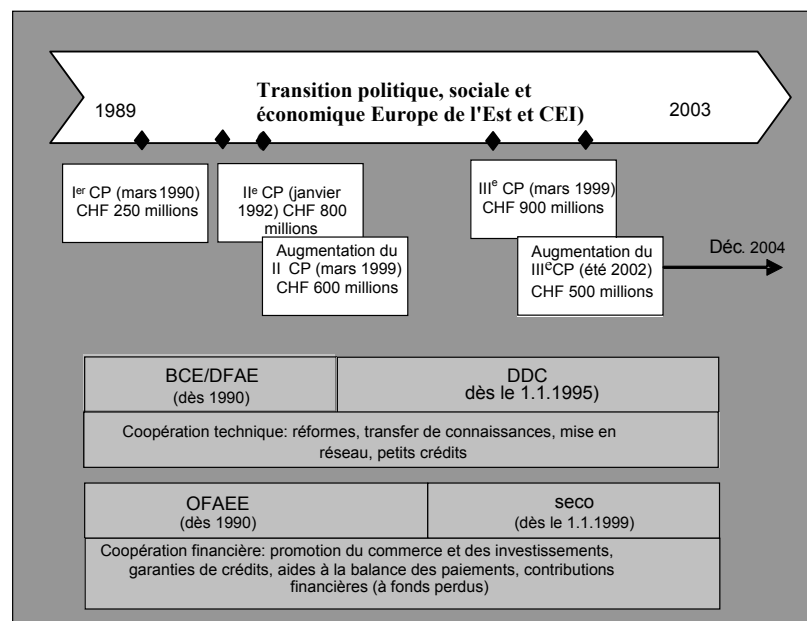 Transition politique, sociale et
économique Europe de l'Est et CEI)
1989
2003
Ier CP (mars 1990)
CHF 250 millions
IIe CP (janvier
1992) CHF 800
millions
Augmentation du
II CP (mars 1999)
CHF 600 millions
IIIe CP (mars 1999)
CHF 900 millions
Augmentation du
IIIeCP (été 2002)
CHF 500 millions
Déc. 2004
BCE/DFAE
(dès 1990)
DDC
dès le 1.1.1995)
Coopération technique: réformes, transfer de connaissances, mise en
réseau, petits crédits
OFAEE
(dès 1990)
seco
(dès le 1.1.1999)
Coopération financière: promotion du commerce et des investissements,
garanties de crédits, aides à la balance des paiements, contributions
financières (à fonds perdus)